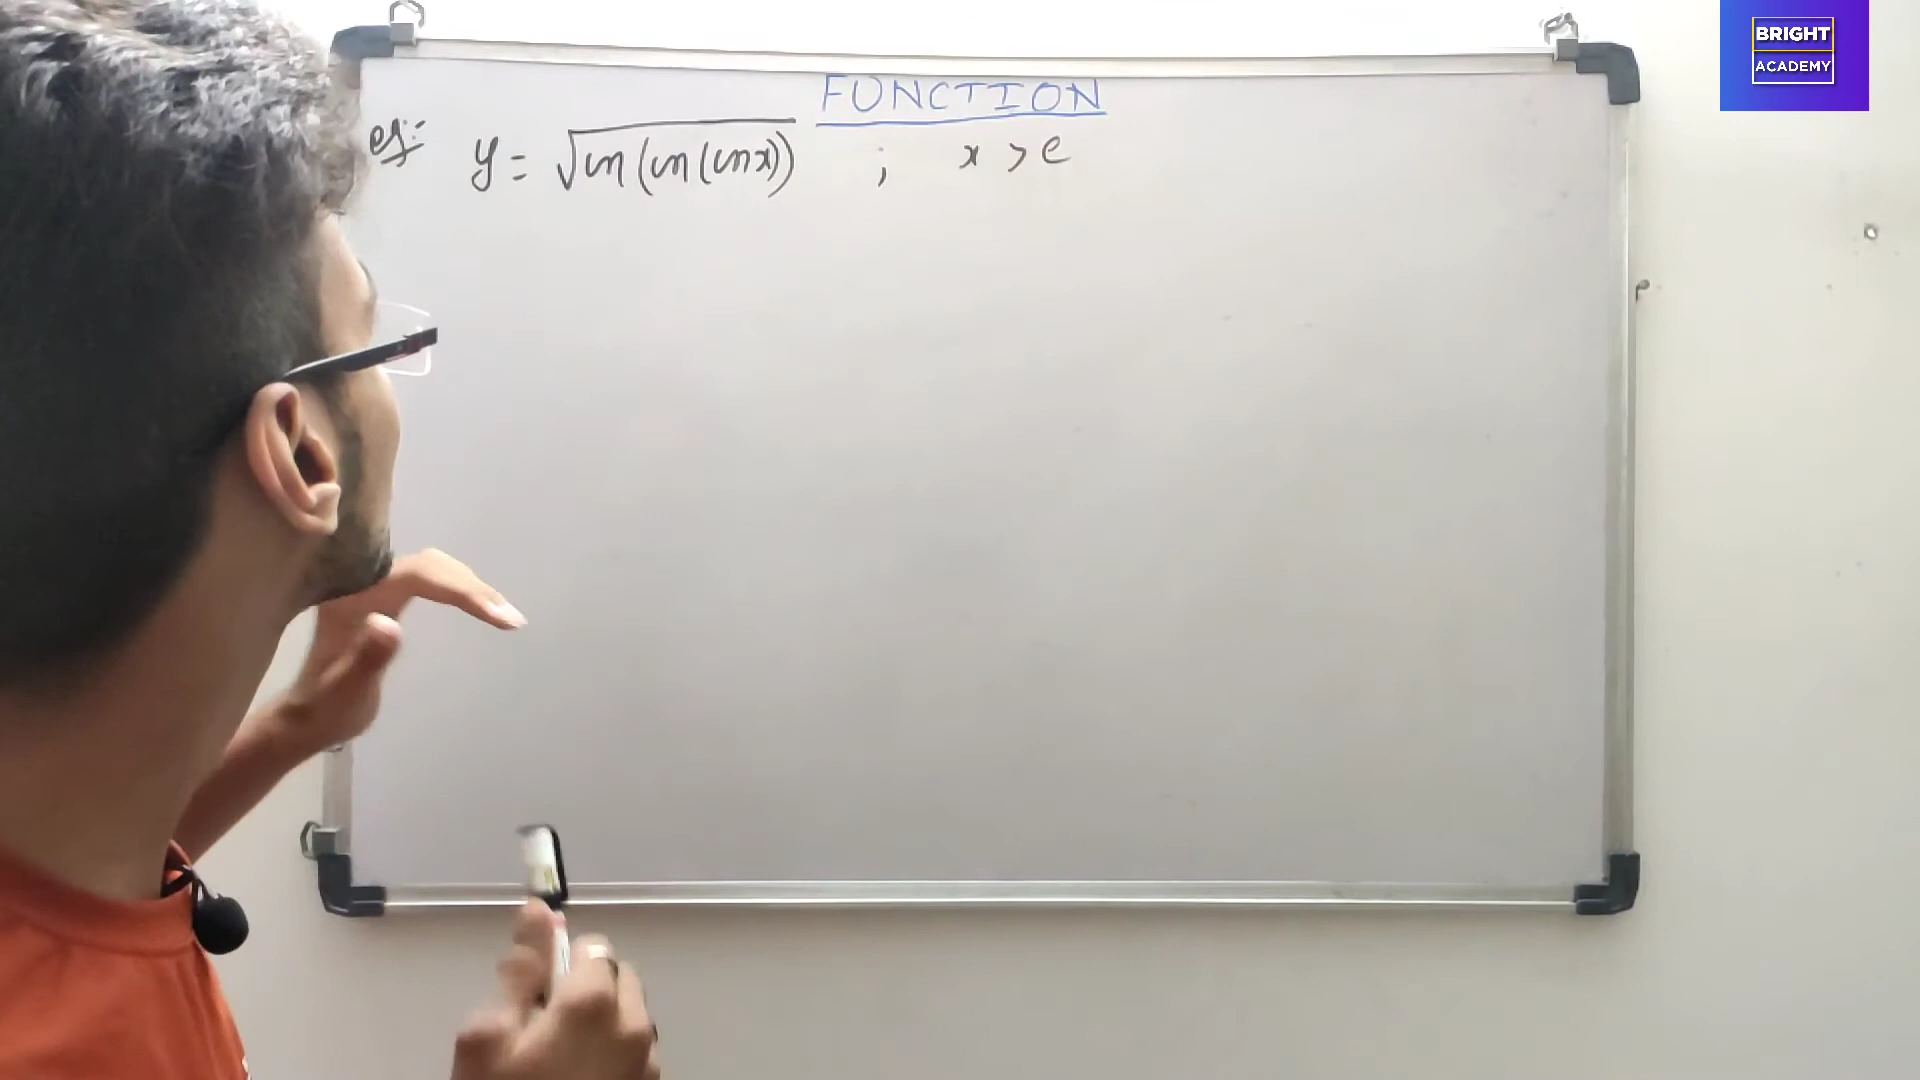 BRIGHT
ACADEMY
FUNCTION
eg:-
y = √ln(ln(lnx)) ; x > e